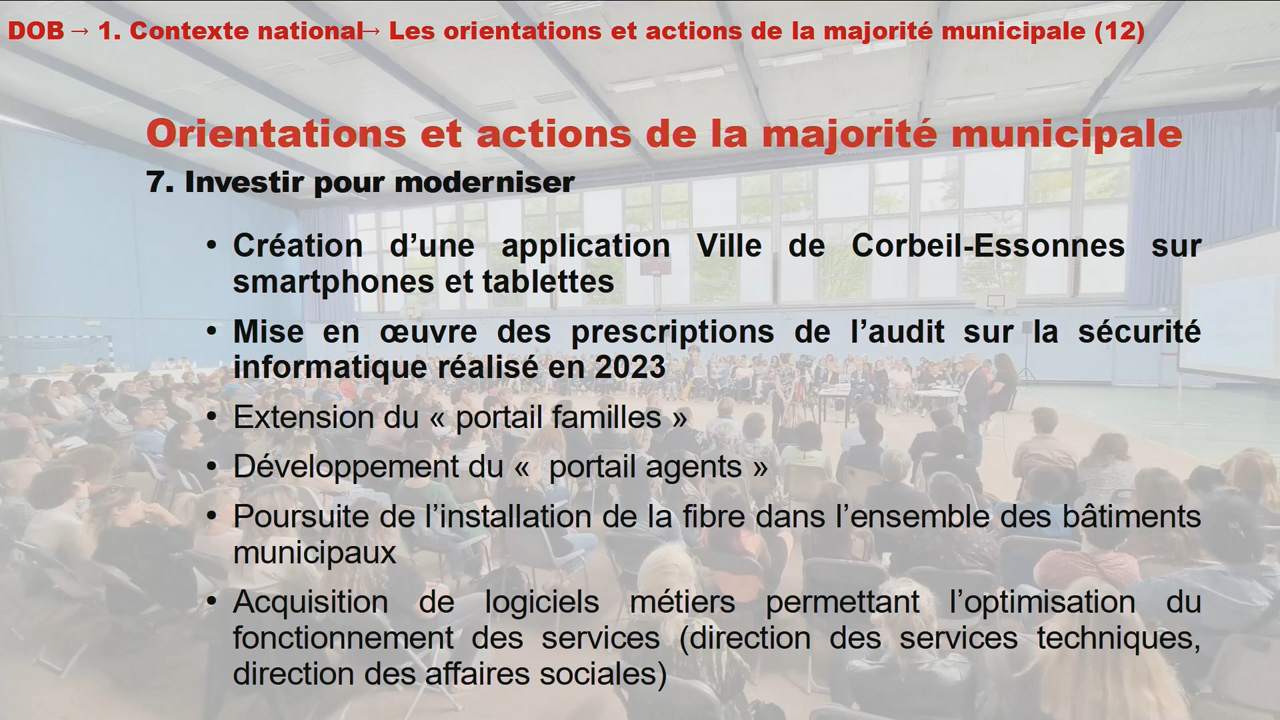 DOB → 1. Contexte national→ Les orientations et actions de la majorité municipale (12)
Orientations et actions de la majorité municipale
7. Investir pour moderniser
• Création d’une application Ville de Corbeil-Essonnes sur
smartphones et tablettes
• Mise en œuvre des prescriptions de l’audit sur la sécurité
informatique réalisé en 2023
• Extension du « portail familles »
• Développement du «  portail agents »
• Poursuite de l’installation de la fibre dans l’ensemble des bâtiments
municipaux
• Acquisition de logiciels métiers permettant l’optimisation du
fonctionnement des services (direction des services techniques,
direction des affaires sociales)